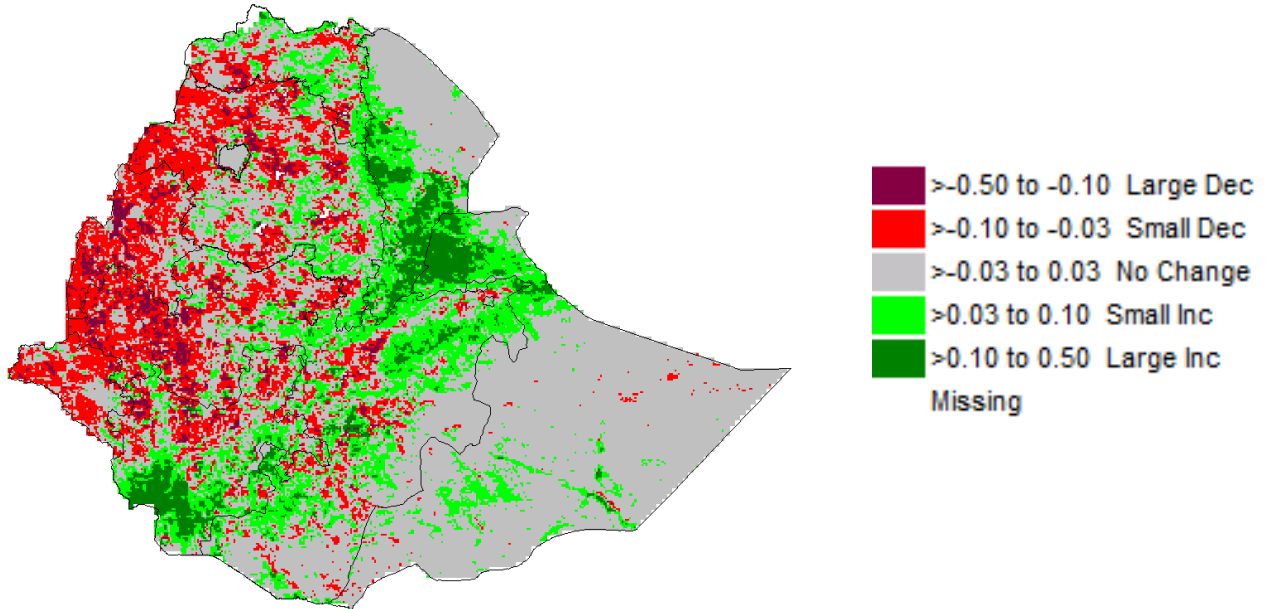 >-0.50 to -0.10 Large Dec
>-0.10 to -0.03 Small Dec
>-0.03 to 0.03 No Change
>0.03 to 0.10 Small Inc
>0.10 to 0.50 Large Inc
Missing